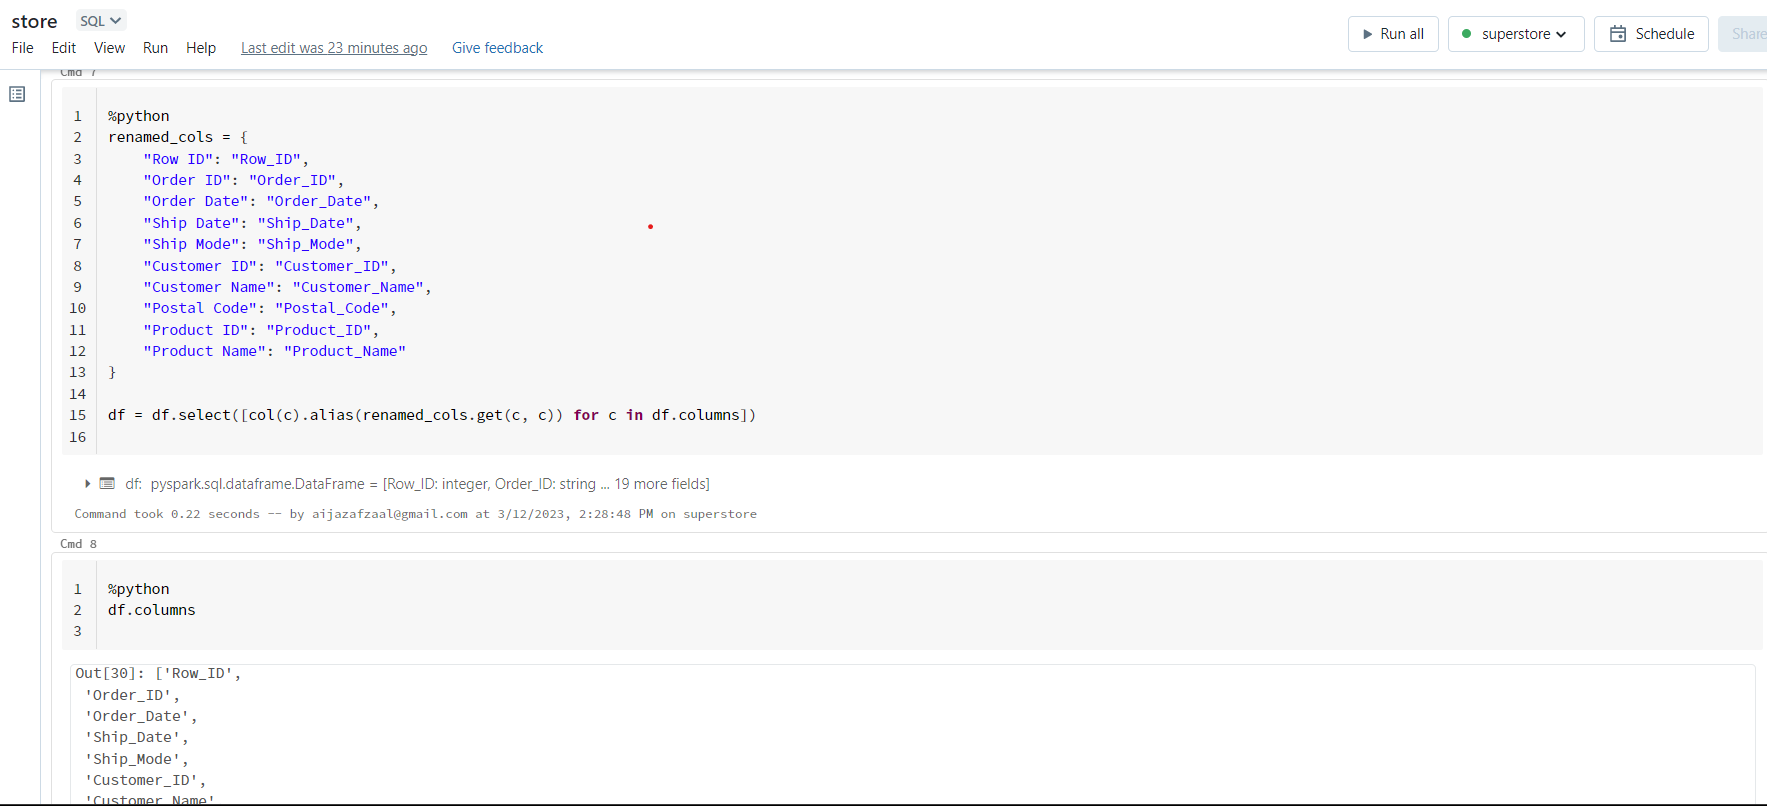 store SQL
File Edit View Run Help Last edit was 23 minutes ago Give feedback
Run all superstore Schedule Share
Cmd 7
1 %python
2 renamed_cols = {
3 "Row ID": "Row_ID",
4 "Order ID": "Order_ID",
5 "Order Date": "Order_Date",
6 "Ship Date": "Ship_Date",
7 "Ship Mode": "Ship_Mode",
8 "Customer ID": "Customer_ID",
9 "Customer Name": "Customer_Name",
10 "Postal Code": "Postal_Code",
11 "Product ID": "Product_ID",
12 "Product Name": "Product_Name"
13 }
14
15 df = df.select([col(c).alias(renamed_cols.get(c, c)) for c in df.columns])
16
df: pyspark.sql.dataframe.DataFrame = [Row_ID: integer, Order_ID: string ... 19 more fields]
Command took 0.22 seconds -- by aijazafzaal@gmail.com at 3/12/2023, 2:28:48 PM on superstore
Cmd 8
1 %python
2 df.columns
3
Out[30]: ['Row_ID',
'Order_ID',
'Order_Date',
'Ship_Date',
'Ship_Mode',
'Customer_ID',
'Customer_Name'